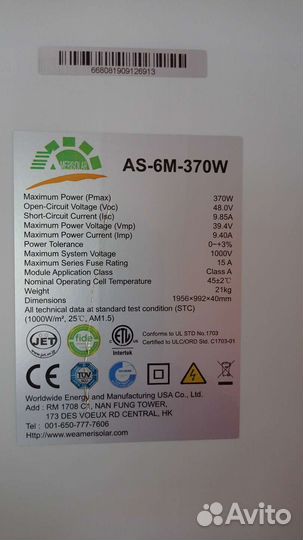 668081909126913
AMERISOLAR
AS-6M-370W
Maximum Power (Pmax) 370W
Open-Circuit Voltage (Voc) 48.0V
Short-Circuit Current (Isc) 9.85A
Maximum Power Voltage (Vmp) 39.4V
Maximum Power Current (Imp) 9.40A
Power Tolerance 0~+3%
Maximum System Voltage 1000V
Maximum Series Fuse Rating 15 A
Module Application Class Class A
Nominal Operating Cell Temperature 45±2℃
Weight 21kg
Dimensions 1956×992×40mm
All technical data at standard test condition (STC)
(1000W/m², 25℃, AM1.5)
JET
fide
ETL
Intertek
Conforms to UL STD No.1703
Certified to ULC/ORD Std. C1703-01
CE
TÜV
Worldwide Energy and Manufacturing USA Co., Ltd
Add : RM 1708 C1, NAN FUNG TOWER,
173 DES VOEUX RD CENTRAL, HK
Tel : 001-650-777-7606
Http://www.weamerisolar.com
Avito